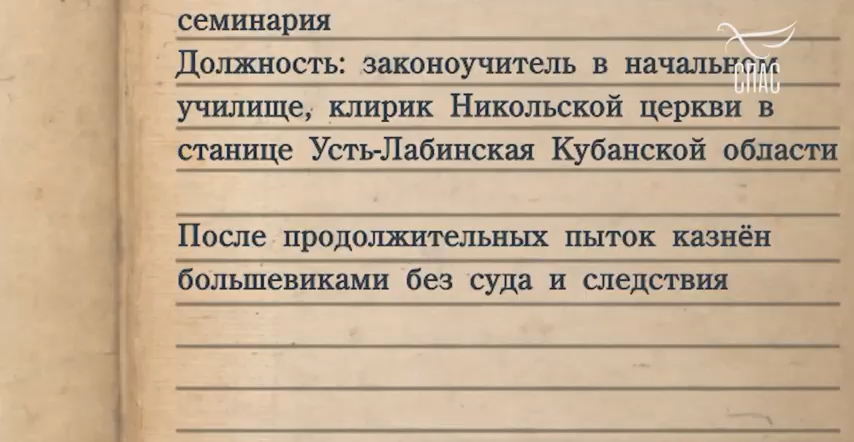 семинария
Должность: законоучитель в начальном
училище, клирик Никольской церкви в
станице Усть-Лабинская Кубанской области
После продолжительных пыток казнён
большевиками без суда и следствия
СПАС